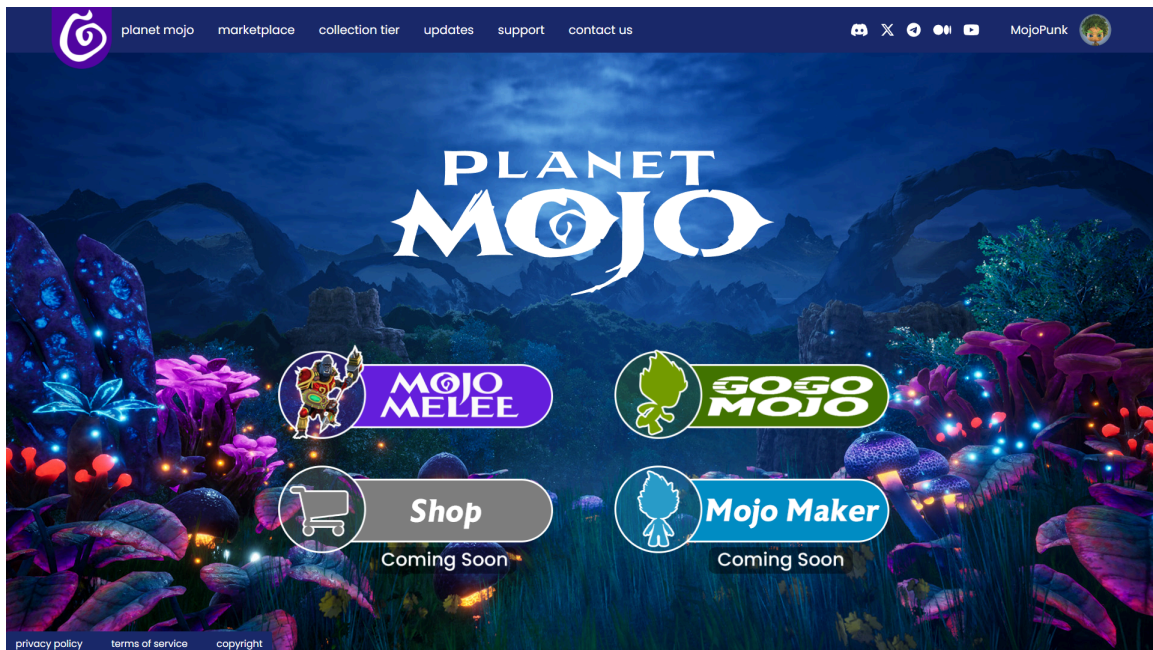 planet mojo marketplace collection tier updates support contact us MojoPunk
PLANET
MOJO
MOJO
MELEE
GOGO
MOJO
Shop
Mojo Maker
Coming Soon
Coming Soon
privacy policy terms of service copyright